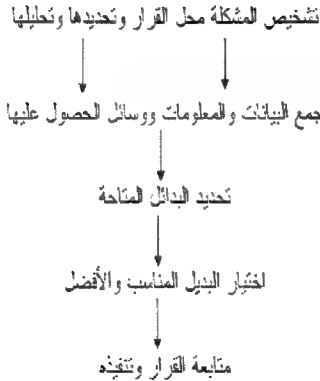 تشخيص المشكلة محل القرار وتحديدها وتحليلها
جمع البيانات والمعلومات ووسائل الحصول عليها
تحديد البدائل المتاحة
اختيار البديل المناسب والأفضل
متابعة القرار وتنفيذه